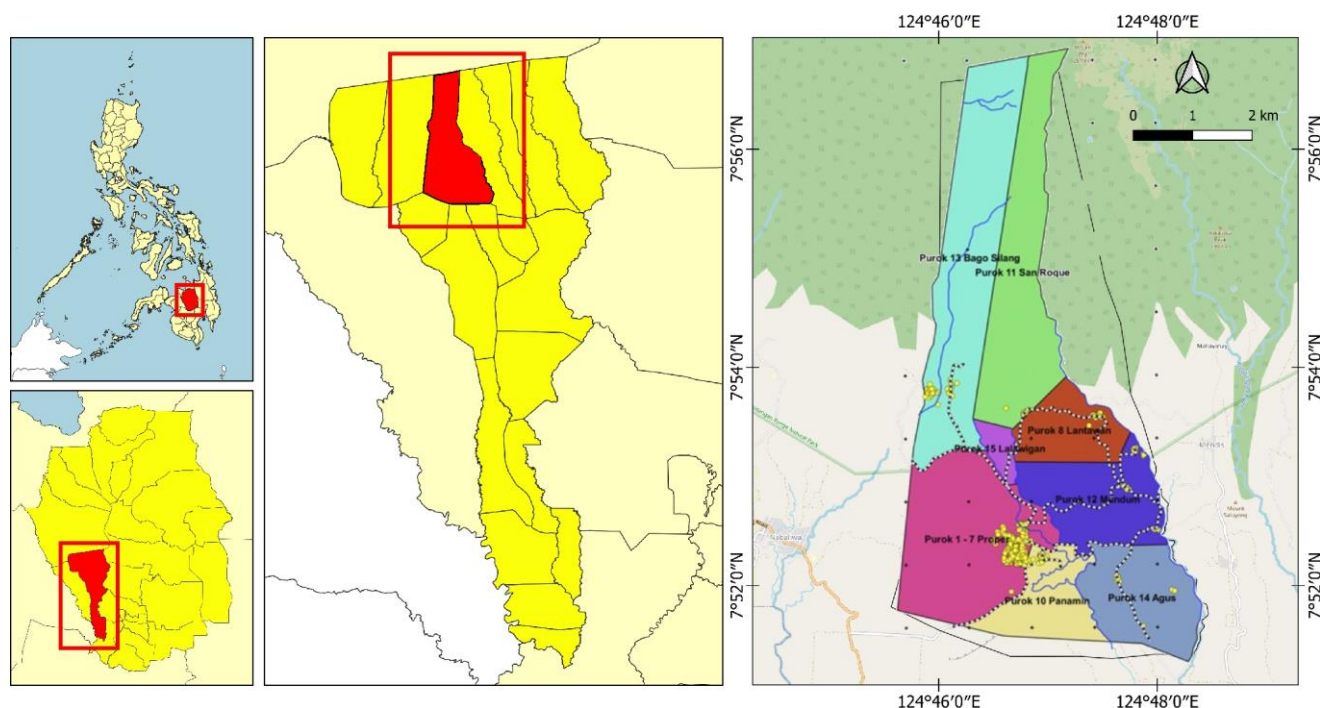 124°46′0″E
124°48′0″E
0 1 2 km
7°56′0″N
7°56′0″N
Purok 13 Bago Silang
Purok 11 San Roque
7°54′0″N
7°54′0″N
Purok 8 Lantawan
Purok 15 Lalawigan
Purok 12 Mundum
Purok 1 - 7 Proper
7°52′0″N
7°52′0″N
Purok 10 Panamin
Purok 14 Agus
124°46′0″E
124°48′0″E